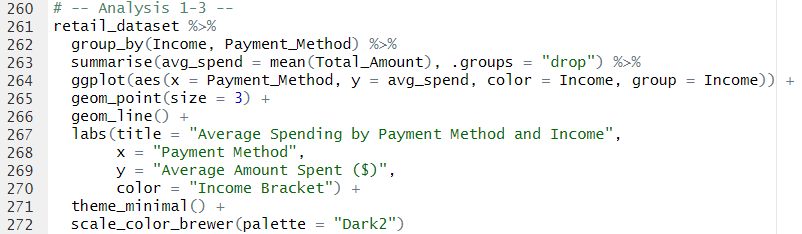 260 # -- Analysis 1-3 --
261 retail_dataset %>%
262   group_by(Income, Payment_Method) %>%
263   summarise(avg_spend = mean(Total_Amount), .groups = "drop") %>%
264   ggplot(aes(x = Payment_Method, y = avg_spend, color = Income, group = Income)) +
265   geom_point(size = 3) +
266   geom_line() +
267   labs(title = "Average Spending by Payment Method and Income",
268        x = "Payment Method",
269        y = "Average Amount Spent ($)",
270        color = "Income Bracket") +
271   theme_minimal() +
272   scale_color_brewer(palette = "Dark2")